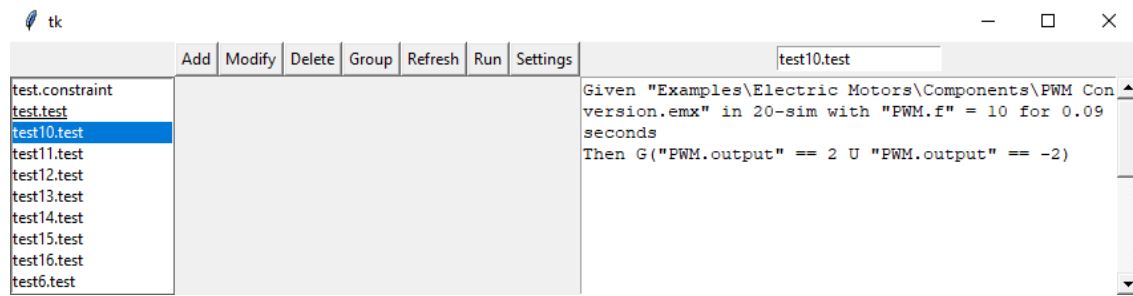 tk
Add Modify Delete Group Refresh Run Settings
test10.test
test.constraint
test.test
test10.test
test11.test
test12.test
test13.test
test14.test
test15.test
test16.test
test6.test
Given "Examples\Electric Motors\Components\PWM Con
version.emx" in 20-sim with "PWM.f" = 10 for 0.09
seconds
Then G("PWM.output" == 2 U "PWM.output" == -2)